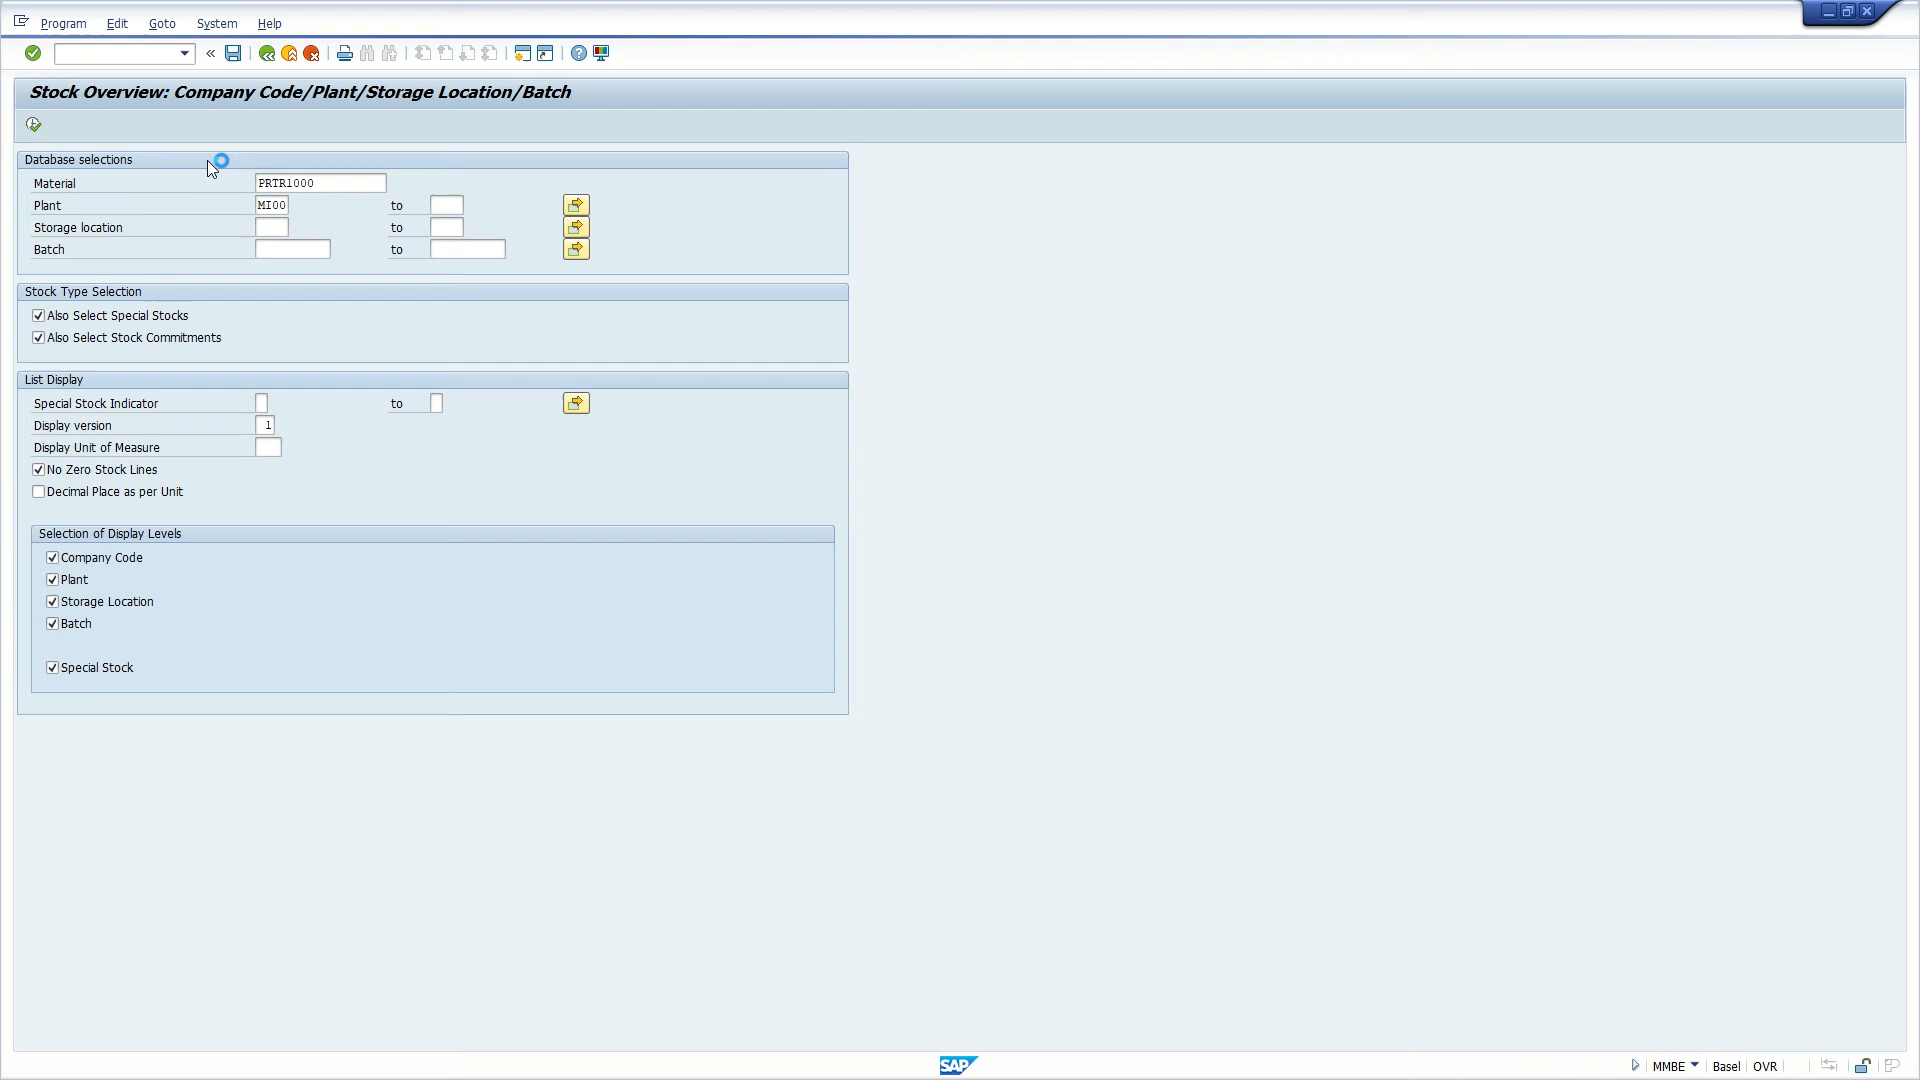 Program Edit Goto System Help
Stock Overview: Company Code/Plant/Storage Location/Batch
Database selections
Material PRTR1000
Plant MI00 to
Storage location to
Batch to
Stock Type Selection
Also Select Special Stocks
Also Select Stock Commitments
List Display
Special Stock Indicator to
Display version 1
Display Unit of Measure
No Zero Stock Lines
Decimal Place as per Unit
Selection of Display Levels
Company Code
Plant
Storage Location
Batch
Special Stock
SAP MMBE Basel OVR